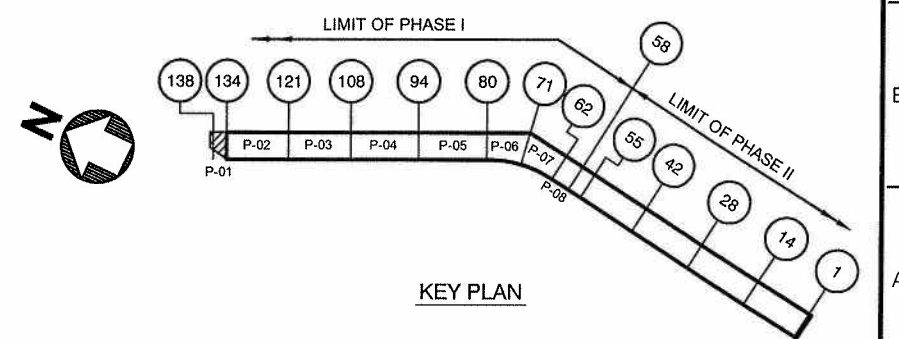 LIMIT OF PHASE I
58
138
134
121
108
94
80
71
62
LIMIT OF PHASE II
N
55
P-02
P-03
P-04
P-05
P-06
P-07
42
P-01
P-08
28
14
1
KEY PLAN